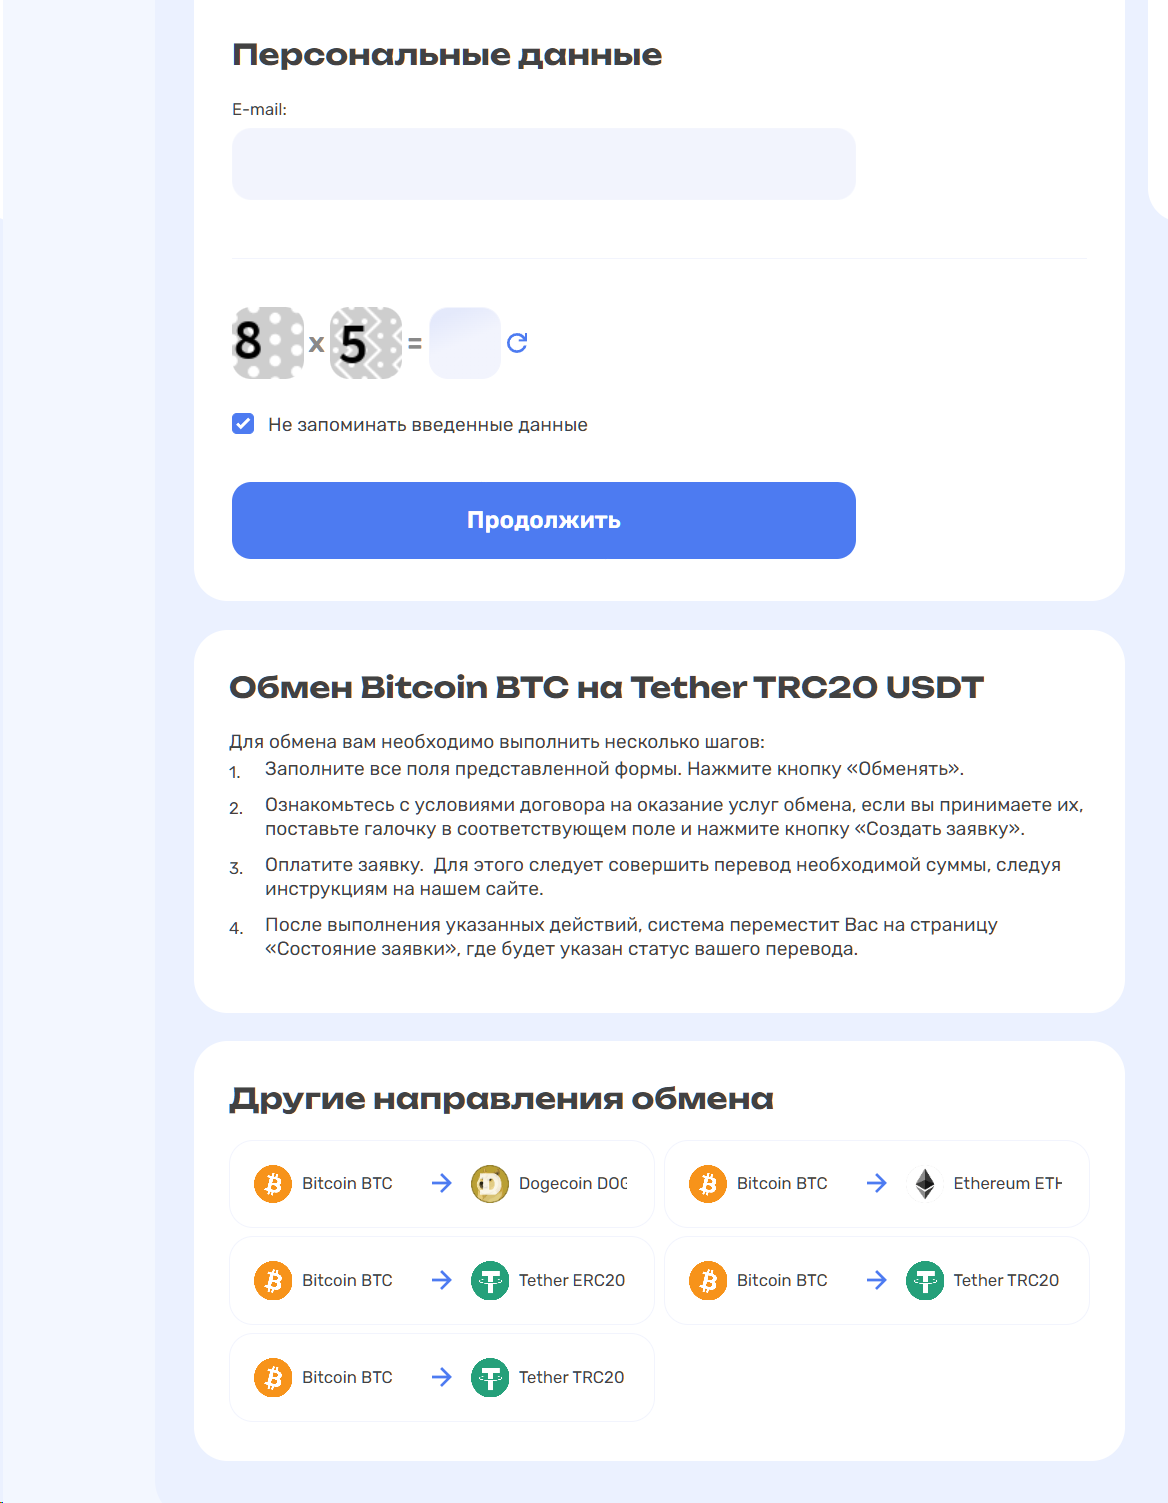 Персональные данные
E-mail:
8 x 5 =
Не запоминать введенные данные
Продолжить
Обмен Bitcoin BTC на Tether TRC20 USDT
Для обмена вам необходимо выполнить несколько шагов:
1. Заполните все поля представленной формы. Нажмите кнопку «Обменять».
2. Ознакомьтесь с условиями договора на оказание услуг обмена, если вы принимаете их,
поставьте галочку в соответствующем поле и нажмите кнопку «Создать заявку».
3. Оплатите заявку. Для этого следует совершить перевод необходимой суммы, следуя
инструкциям на нашем сайте.
4. После выполнения указанных действий, система переместит Вас на страницу
«Состояние заявки», где будет указан статус вашего перевода.
Другие направления обмена
Bitcoin BTC → Dogecoin DOG
Bitcoin BTC → Ethereum ETH
Bitcoin BTC → Tether ERC20
Bitcoin BTC → Tether TRC20
Bitcoin BTC → Tether TRC20